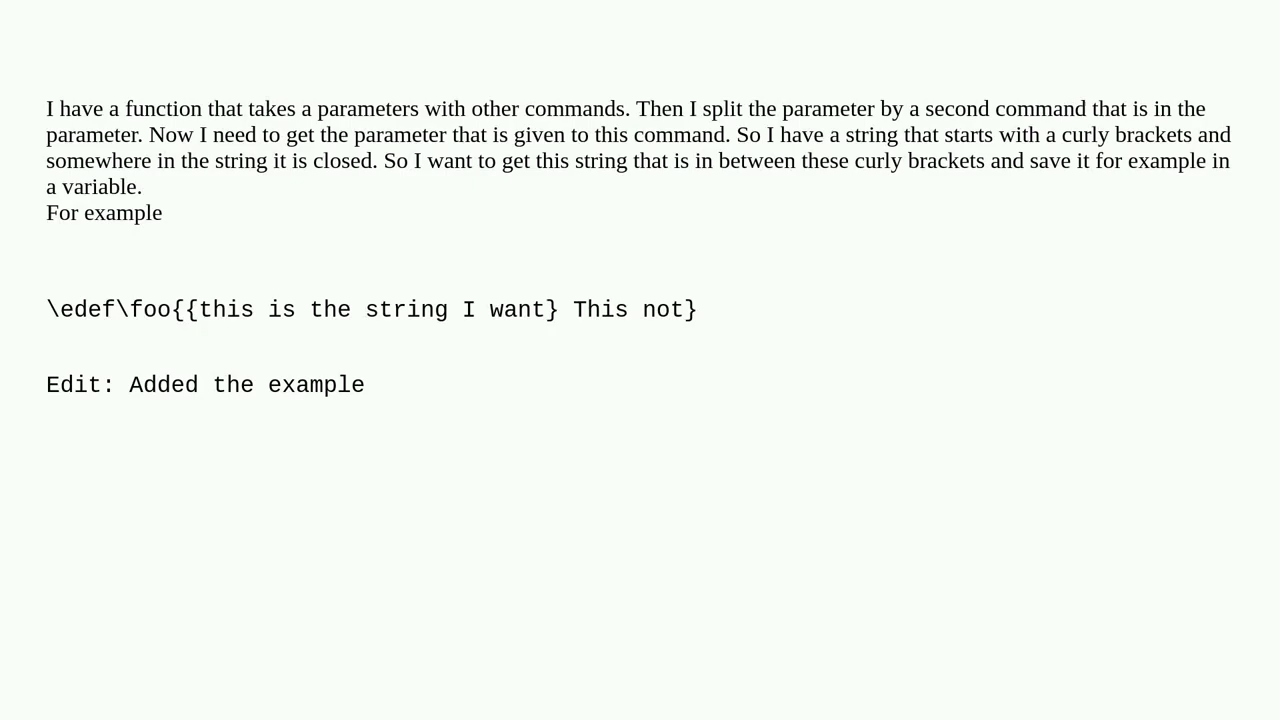 I have a function that takes a parameters with other commands. Then I split the parameter by a second command that is in the
parameter. Now I need to get the parameter that is given to this command. So I have a string that starts with a curly brackets and
somewhere in the string it is closed. So I want to get this string that is in between these curly brackets and save it for example in
a variable.
For example
\edef\foo{{this is the string I want} This not}
Edit: Added the example